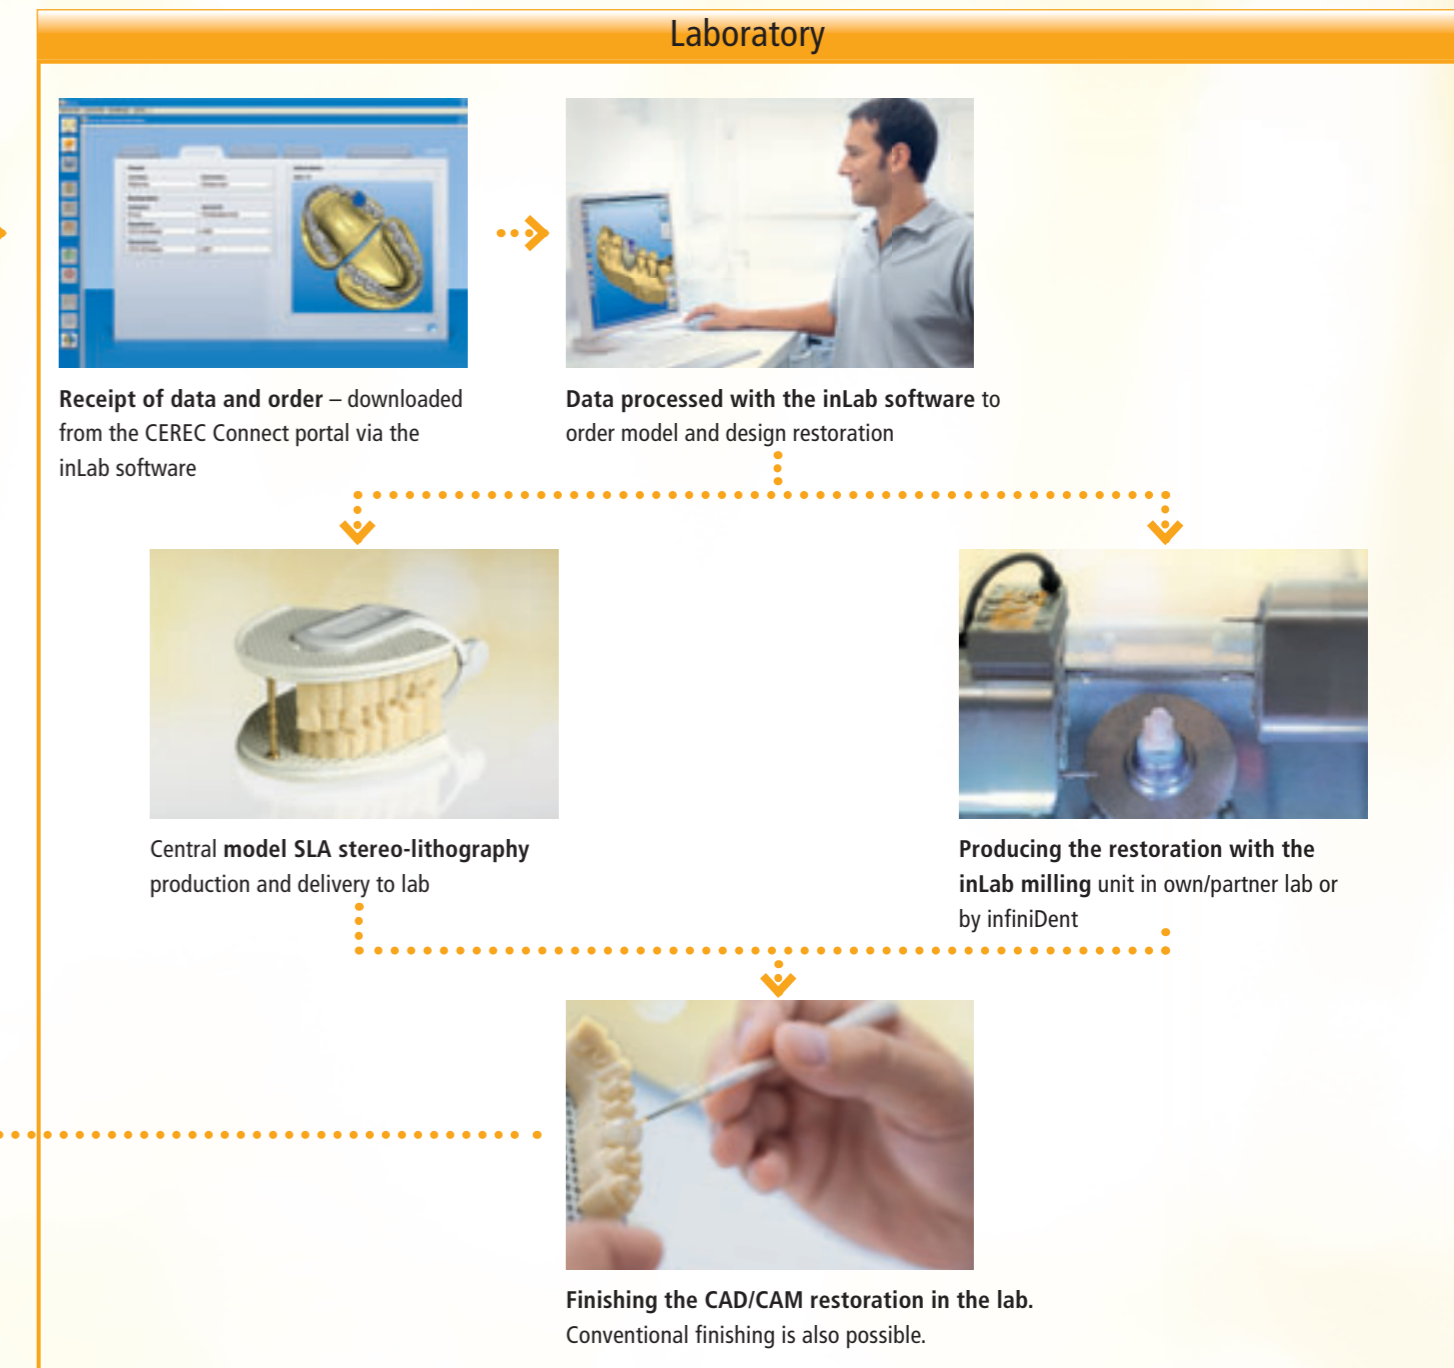 Laboratory
Receipt of data and order – downloaded
from the CEREC Connect portal via the
inLab software
Data processed with the inLab software to
order model and design restoration
Central model SLA stereo-lithography
production and delivery to lab
Producing the restoration with the
inLab milling unit in own/partner lab or
by infiniDent
Finishing the CAD/CAM restoration in the lab.
Conventional finishing is also possible.